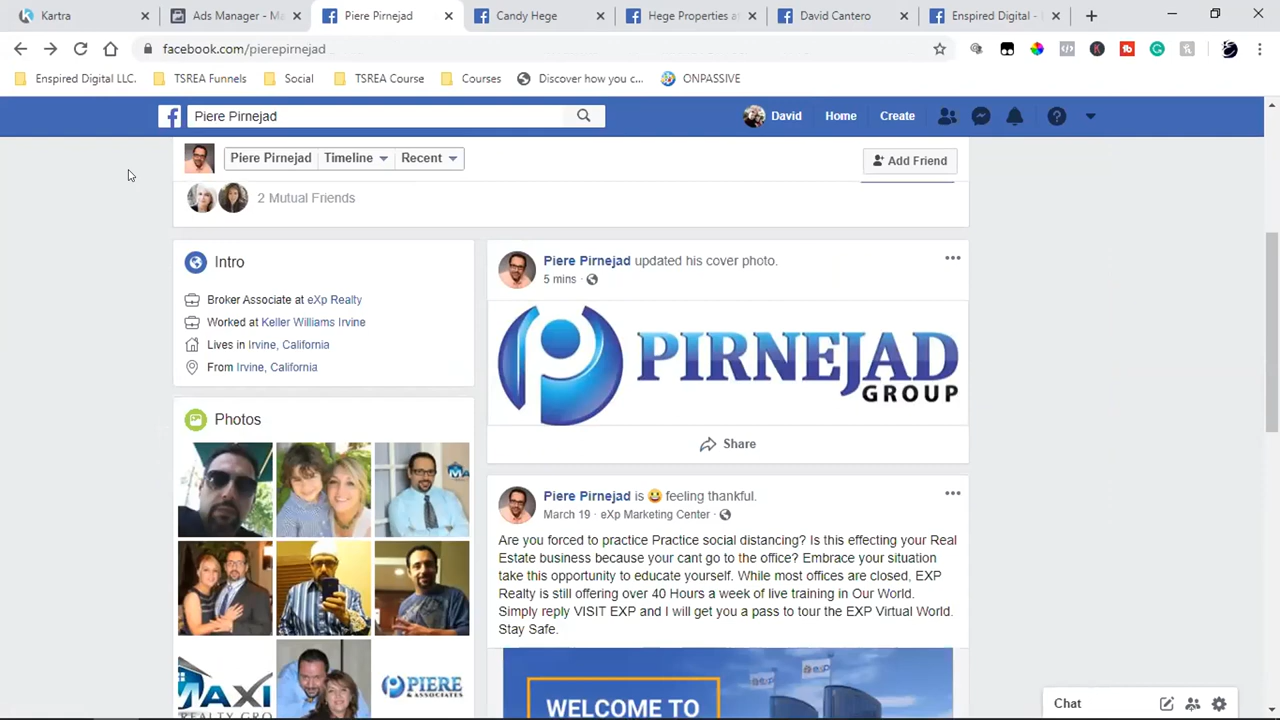 Kartra
Ads Manager - Ma
Piere Pirnejad
Candy Hege
Hege Properties a
David Cantero
Enspired Digital -
facebook.com/pierepirnejad
Enspired Digital LLC.
TSREA Funnels
Social
TSREA Course
Courses
Discover how you c...
ONPASSIVE
Piere Pirnejad
David
Home
Create
Piere Pirnejad
Timeline
Recent
Add Friend
2 Mutual Friends
Intro
Broker Associate at eXp Realty
Worked at Keller Williams Irvine
Lives in Irvine, California
From Irvine, California
Photos
MAXI
REALTY GRO
PIERE
& ASSOCIATES
Piere Pirnejad updated his cover photo.
5 mins
PIRNEJAD
GROUP
Share
Piere Pirnejad is feeling thankful.
March 19 · eXp Marketing Center ·
Are you forced to practice Practice social distancing? Is this effecting your Real
Estate business because your cant go to the office? Embrace your situation
take this opportunity to educate yourself. While most offices are closed, EXP
Realty is still offering over 40 Hours a week of live training in Our World.
Simply reply VISIT EXP and I will get you a pass to tour the EXP Virtual World.
Stay Safe.
WELCOME TO
Chat